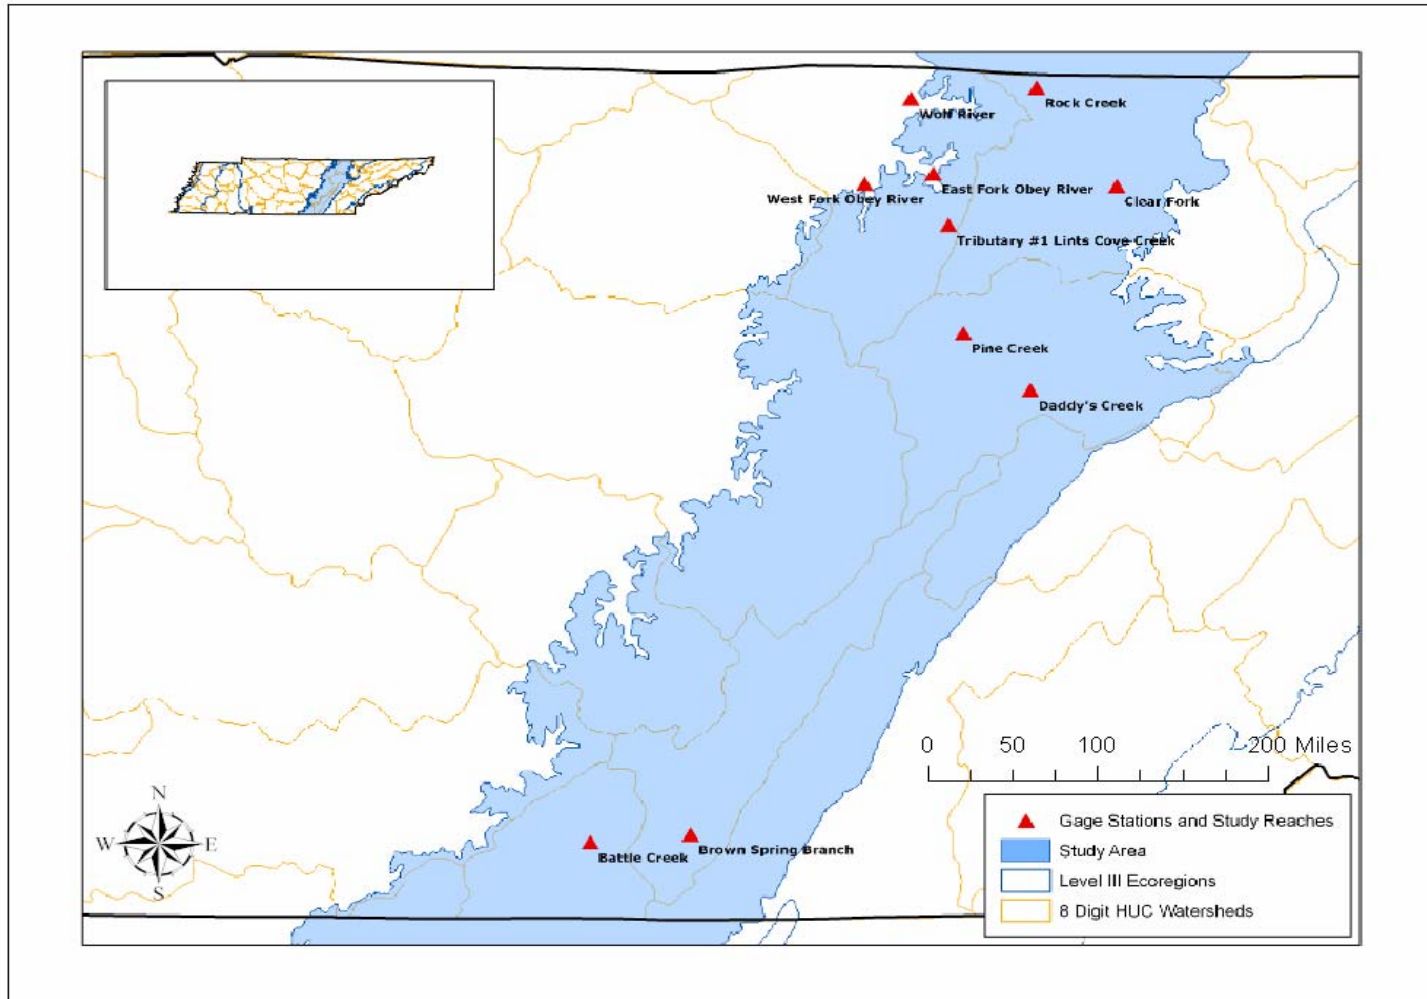 Rock Creek
Wolf River
East Fork Obey River
West Fork Obey River
Clear Fork
Tributary #1 Lints Cove Creek
Pine Creek
Daddy's Creek
0 50 100 200 Miles
N
W E
S
Gage Stations and Study Reaches
Study Area
Level III Ecoregions
8 Digit HUC Watersheds
Brown Spring Branch
Battle Creek